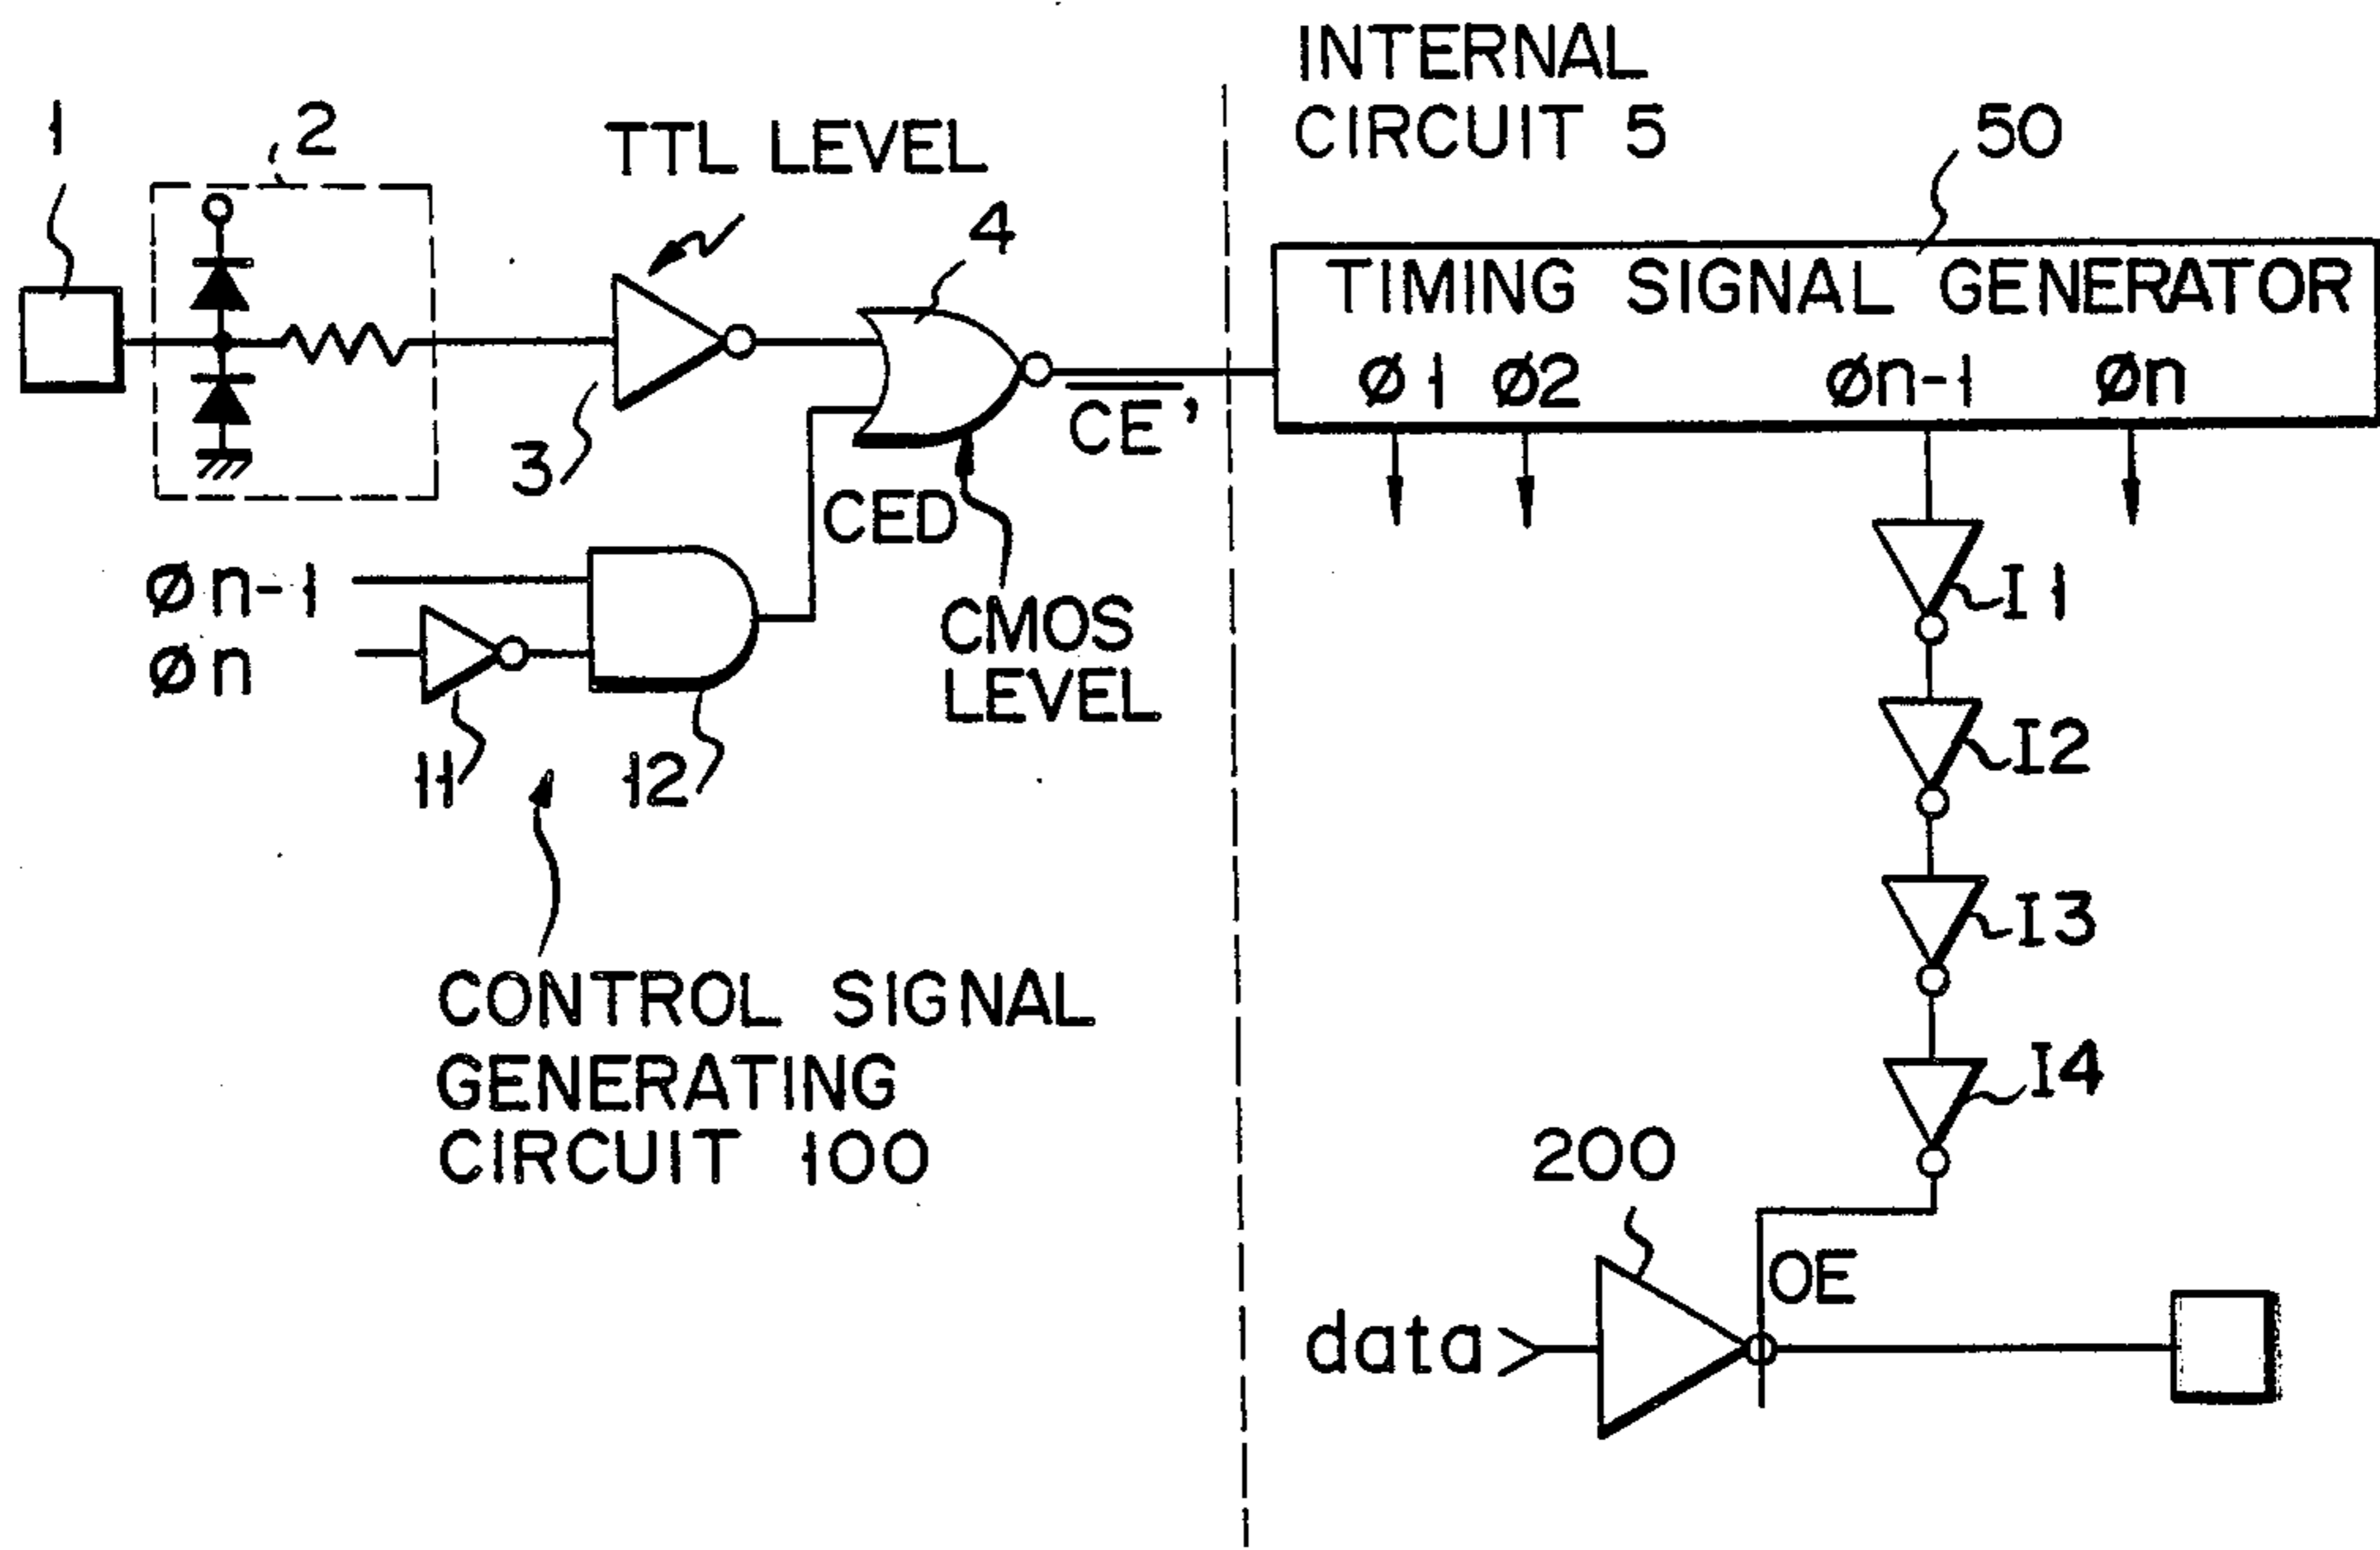 INTERNAL
CIRCUIT 5
1
2
TTL LEVEL
50
4
TIMING SIGNAL GENERATOR
ø1 ø2 øn-1 øn
3
CE'
CED
øn-1
øn
I1
CMOS
LEVEL
11
12
I2
I3
CONTROL SIGNAL
GENERATING
CIRCUIT 100
I4
200
OE
data